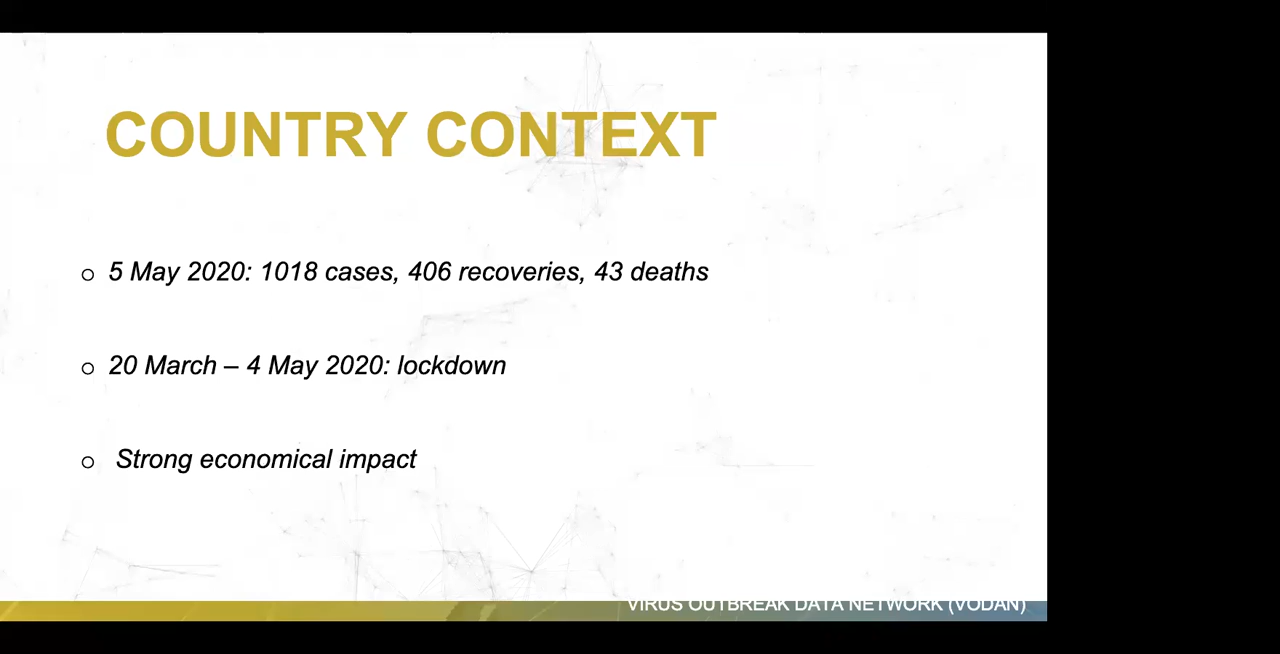 COUNTRY CONTEXT
o 5 May 2020: 1018 cases, 406 recoveries, 43 deaths
o 20 March – 4 May 2020: lockdown
o Strong economical impact
VIRUS OUTBREAK DATA NETWORK (VODAN)